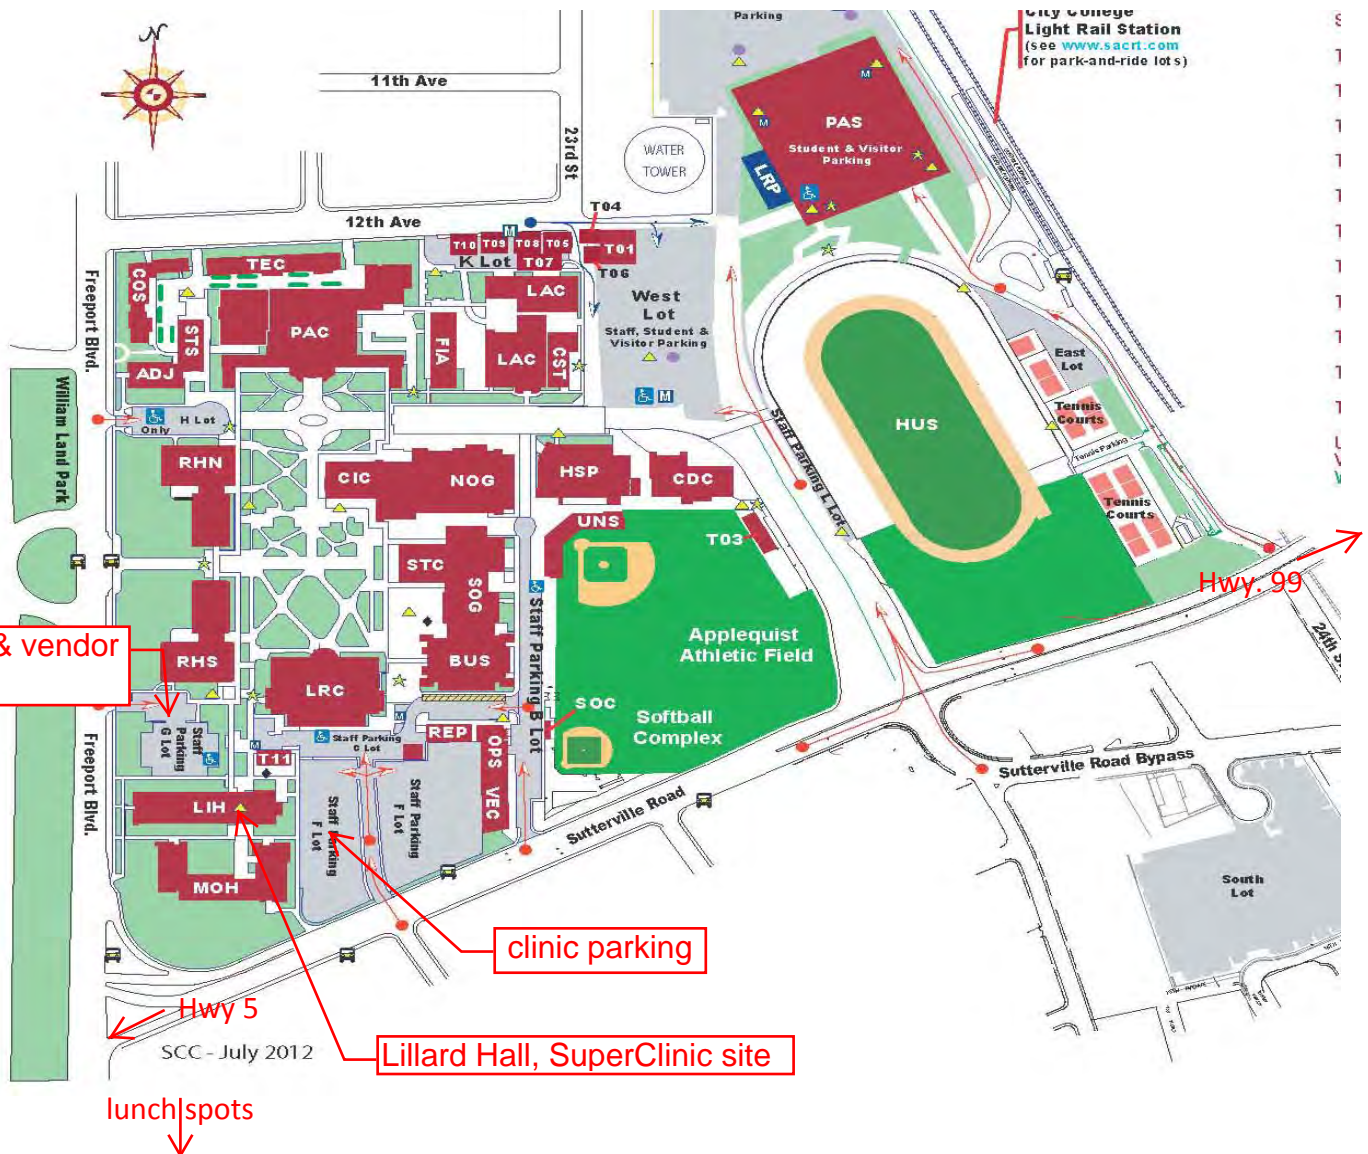 Parking
City College
Light Rail Station
(see www.sacrt.com
for park-and-ride lots)
N
11th Ave
23rd St
WATER
TOWER
PAS
Student & Visitor
Parking
M
M
LRP
12th Ave
M
T04
T10
T09
T08
T05
T01
K Lot
T07
T06
COS
TEC
LAC
West
Lot
Staff, Student &
Visitor Parking
M
PAC
STS
FIA
LAC
CST
ADJ
Freeport Blvd.
William Land Park
Only
H Lot
East
Lot
Tennis
Courts
Tennis Parking
HUS
Staff Parking L Lot
RHN
CIC
NOG
HSP
CDC
Tennis
Courts
UNS
T03
STC
SOG
Staff Parking B Lot
Hwy. 99
24th S
& vendor
RHS
BUS
LRC
Applequist
Athletic Field
SOC
Softball
Complex
Staff
Parking
G Lot
Staff
M
M
Staff Parking
G Lot
REP
OPS
VEC
T11
Freeport Blvd.
LIH
Staff Parking
F Lot
Staff Parking
F Lot
Sutterville Road
Sutterville Road Bypass
MOH
South
Lot
clinic parking
Hwy 5
SCC - July 2012
Lillard Hall, SuperClinic site
lunch spots